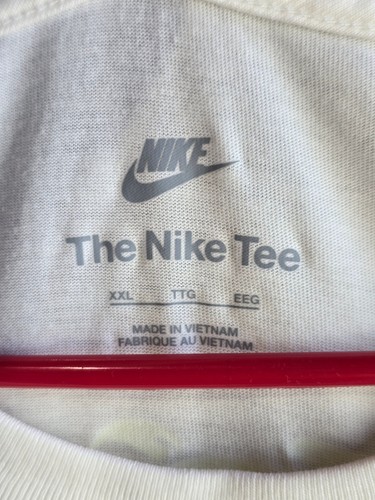 NIKE
The Nike Tee
XXL TTG EEG
MADE IN VIETNAM
FABRIQUE AU VIETNAM